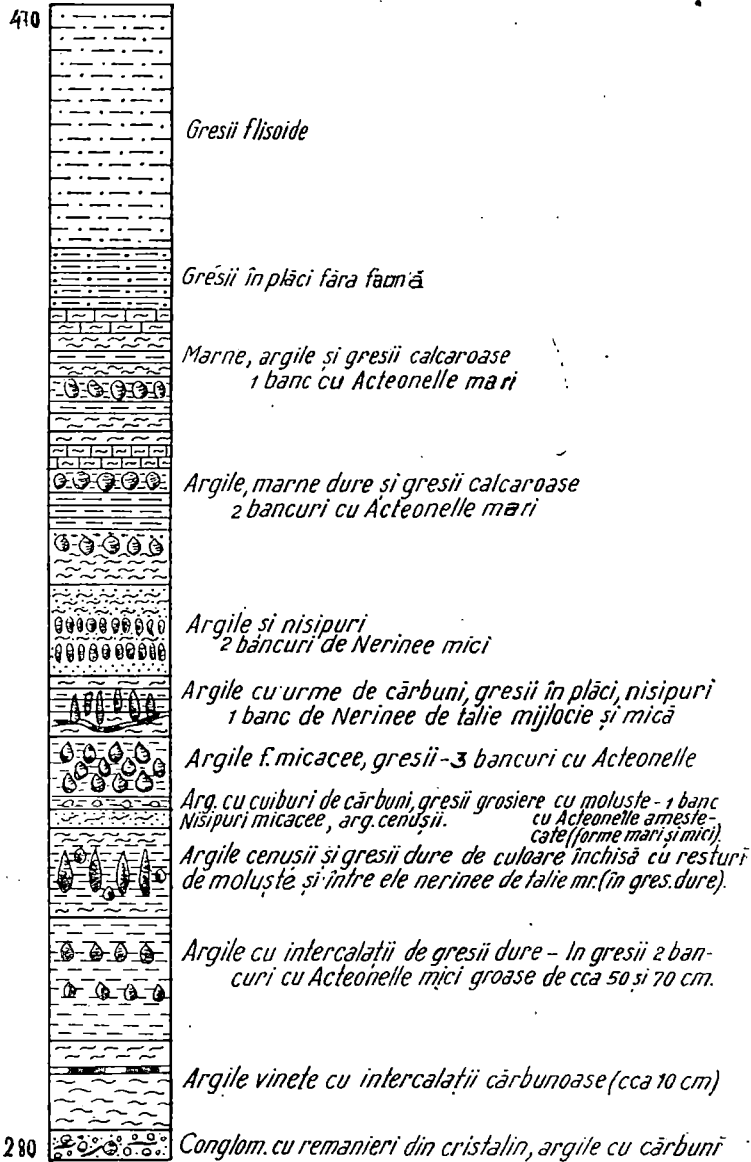 470
Gresii flisoide
Gresii în plăci fără faună
Marne, argile și gresii calcaroase
1 banc cu Acteonelle mari
Argile, marne dure și gresii calcaroase
2 bancuri cu Acteonelle mari
Argile si nisipuri
2 bancuri de Nerinee mici
Argile cu urme de cărbuni, gresii în plăci, nisipuri
1 banc de Nerinee de talie mijlocie și mică
Argile f. micacee, gresii - 3 bancuri cu Acteonelle
Arg. cu cuiburi de cărbuni, gresii grosiere cu moluște - 1 banc
Nisipuri micacee, arg. cenușii. cu Acteonelle ameste-
cate (forme mari și mici).
Argile cenușii și gresii dure de culoare închisă cu resturi
de moluște și între ele nerinee de talie mr. (în gres. dure).
Argile cu intercalații de gresii dure - In gresii 2 ban-
curi cu Acteonelle mici groase de cca 50 și 70 cm.
Argile vinete cu intercalații cărbunoase (cca 10 cm)
280 Conglom. cu remanieri din cristalin, argile cu cărbuni